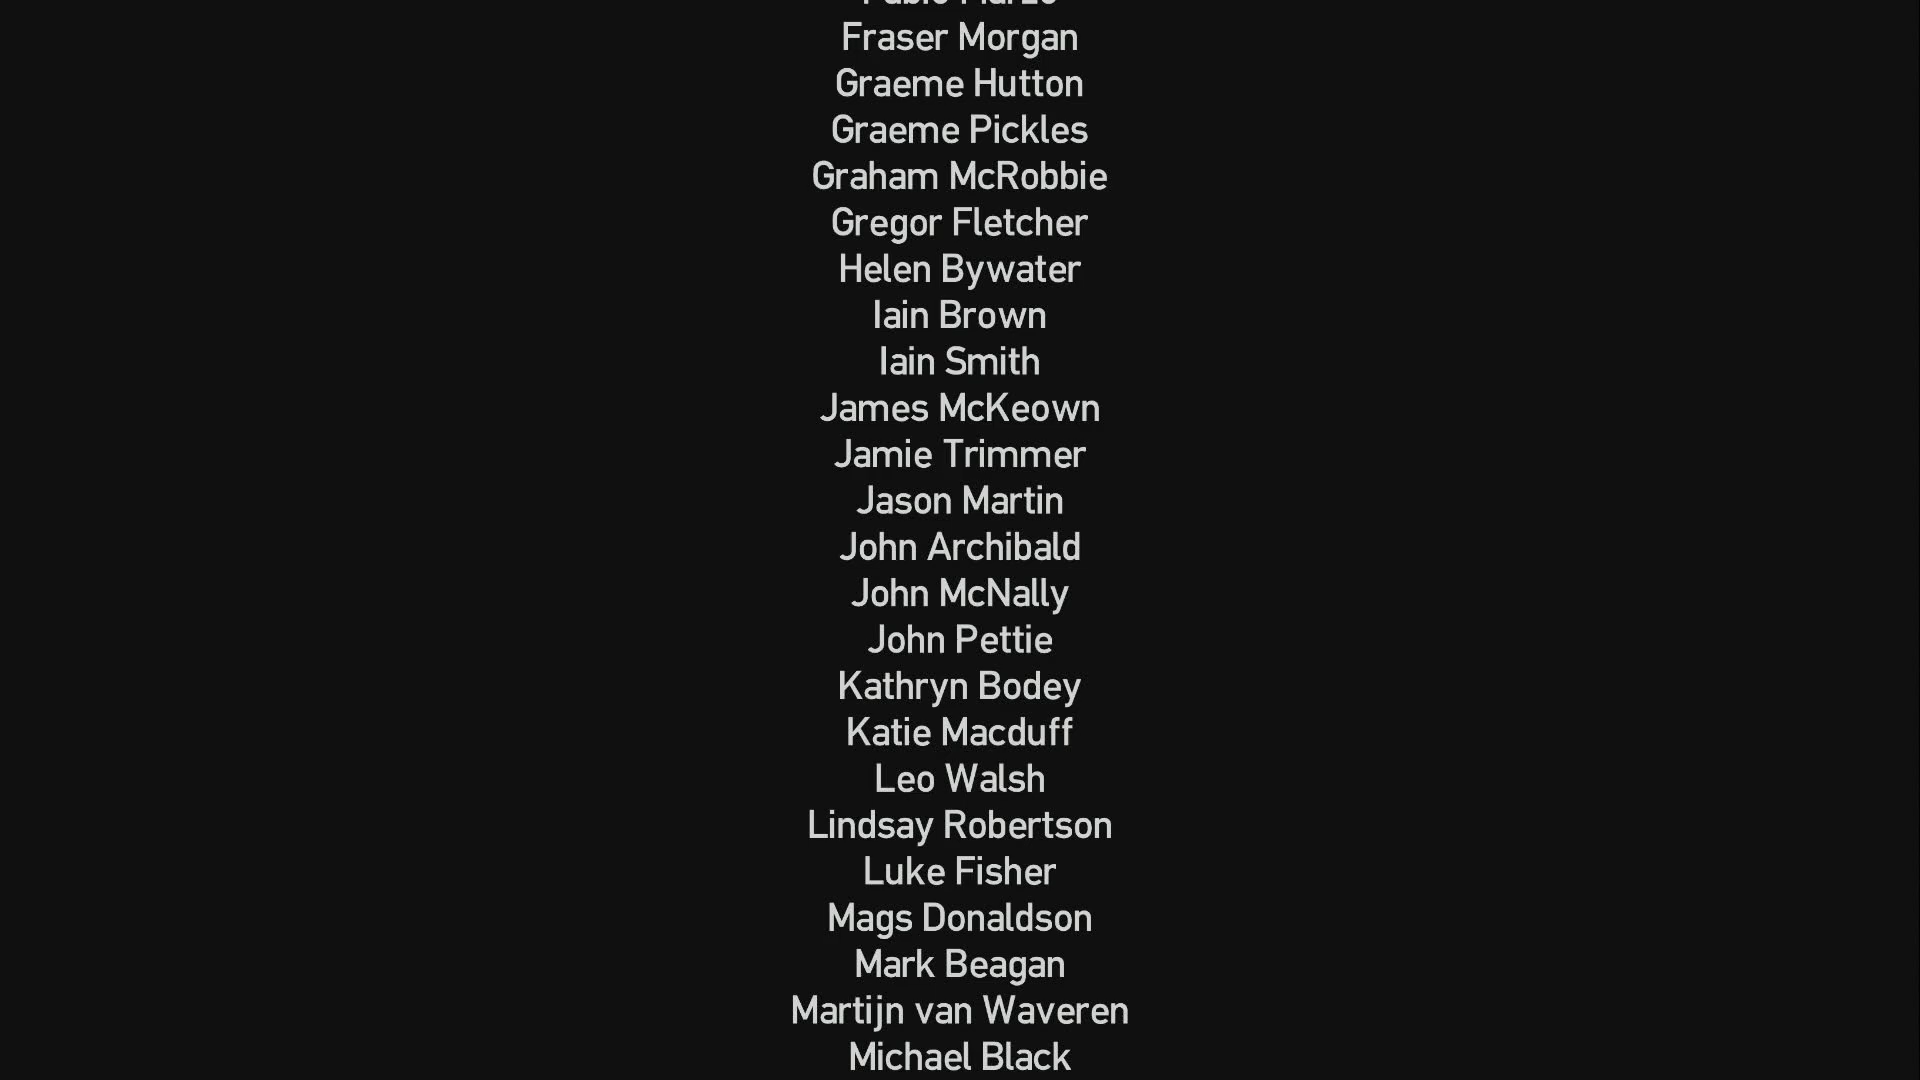 Fraser Morgan
Graeme Hutton
Graeme Pickles
Graham McRobbie
Gregor Fletcher
Helen Bywater
Iain Brown
Iain Smith
James McKeown
Jamie Trimmer
Jason Martin
John Archibald
John McNally
John Pettie
Kathryn Bodey
Katie Macduff
Leo Walsh
Lindsay Robertson
Luke Fisher
Mags Donaldson
Mark Beagan
Martijn van Waveren
Michael Black